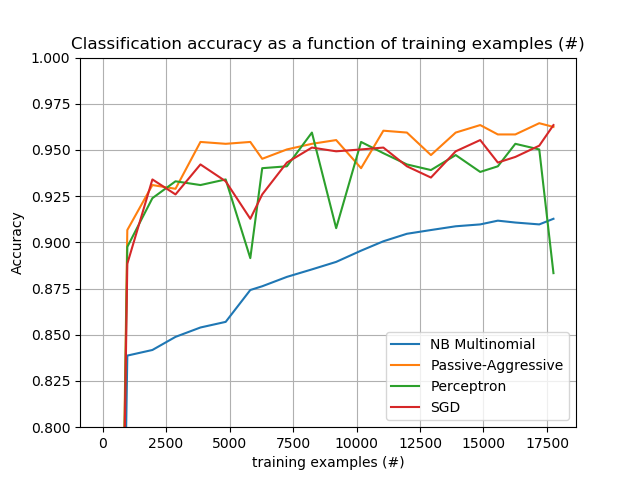 Classification accuracy as a function of training examples (#)
1.000
0.975
0.950
0.925
0.900
0.875
0.850
0.825
0.800
Accuracy
NB Multinomial
Passive-Aggressive
Perceptron
SGD
0 2500 5000 7500 10000 12500 15000 17500
training examples (#)